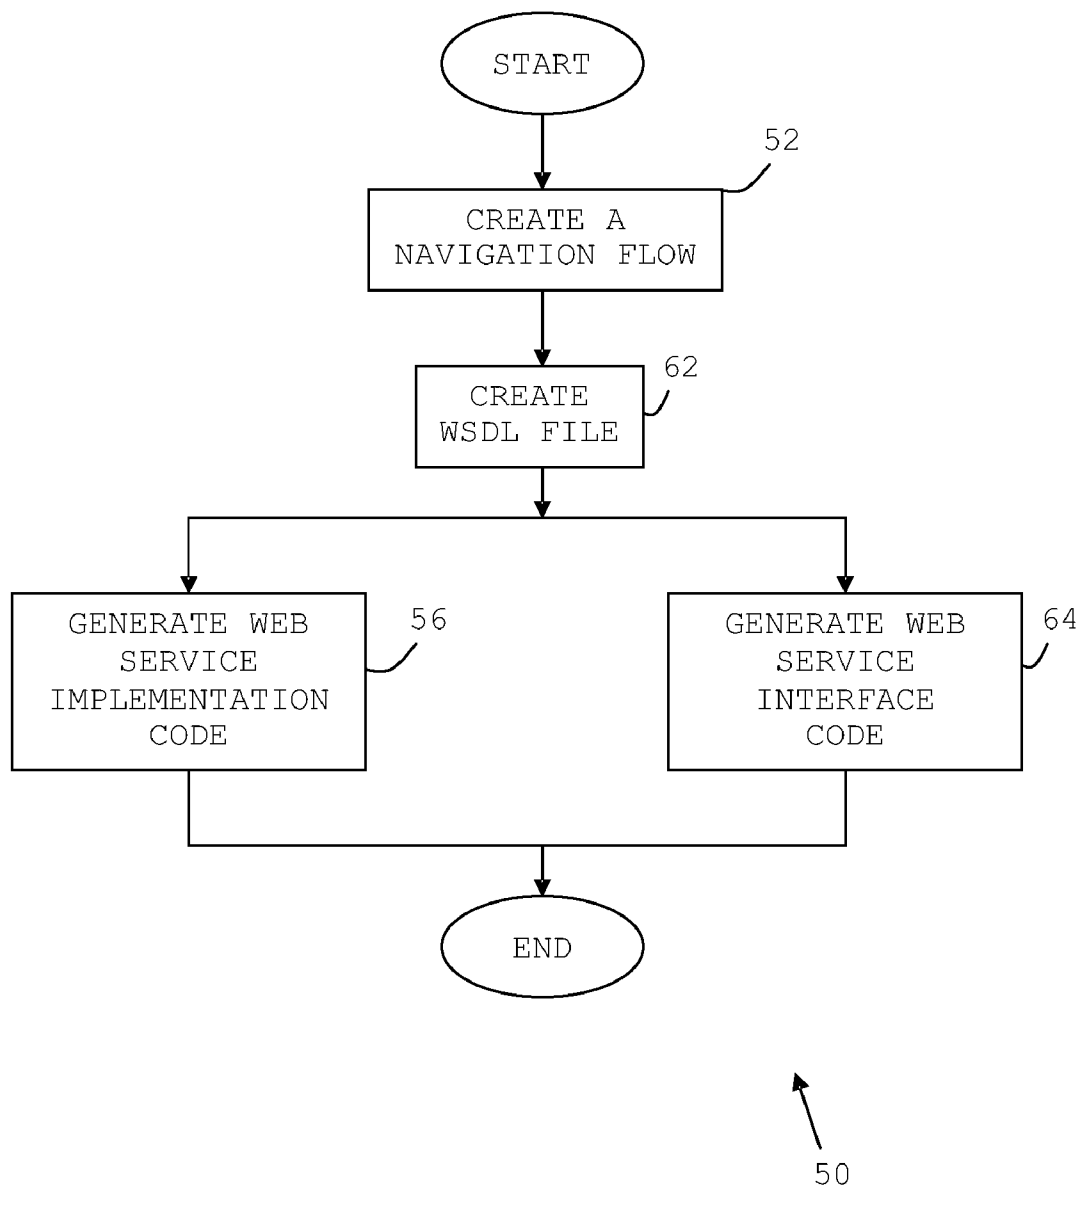 START
52
CREATE A
NAVIGATION FLOW
62
CREATE
WSDL FILE
GENERATE WEB
SERVICE
IMPLEMENTATION
CODE
56
GENERATE WEB
SERVICE
INTERFACE
CODE
64
END
50